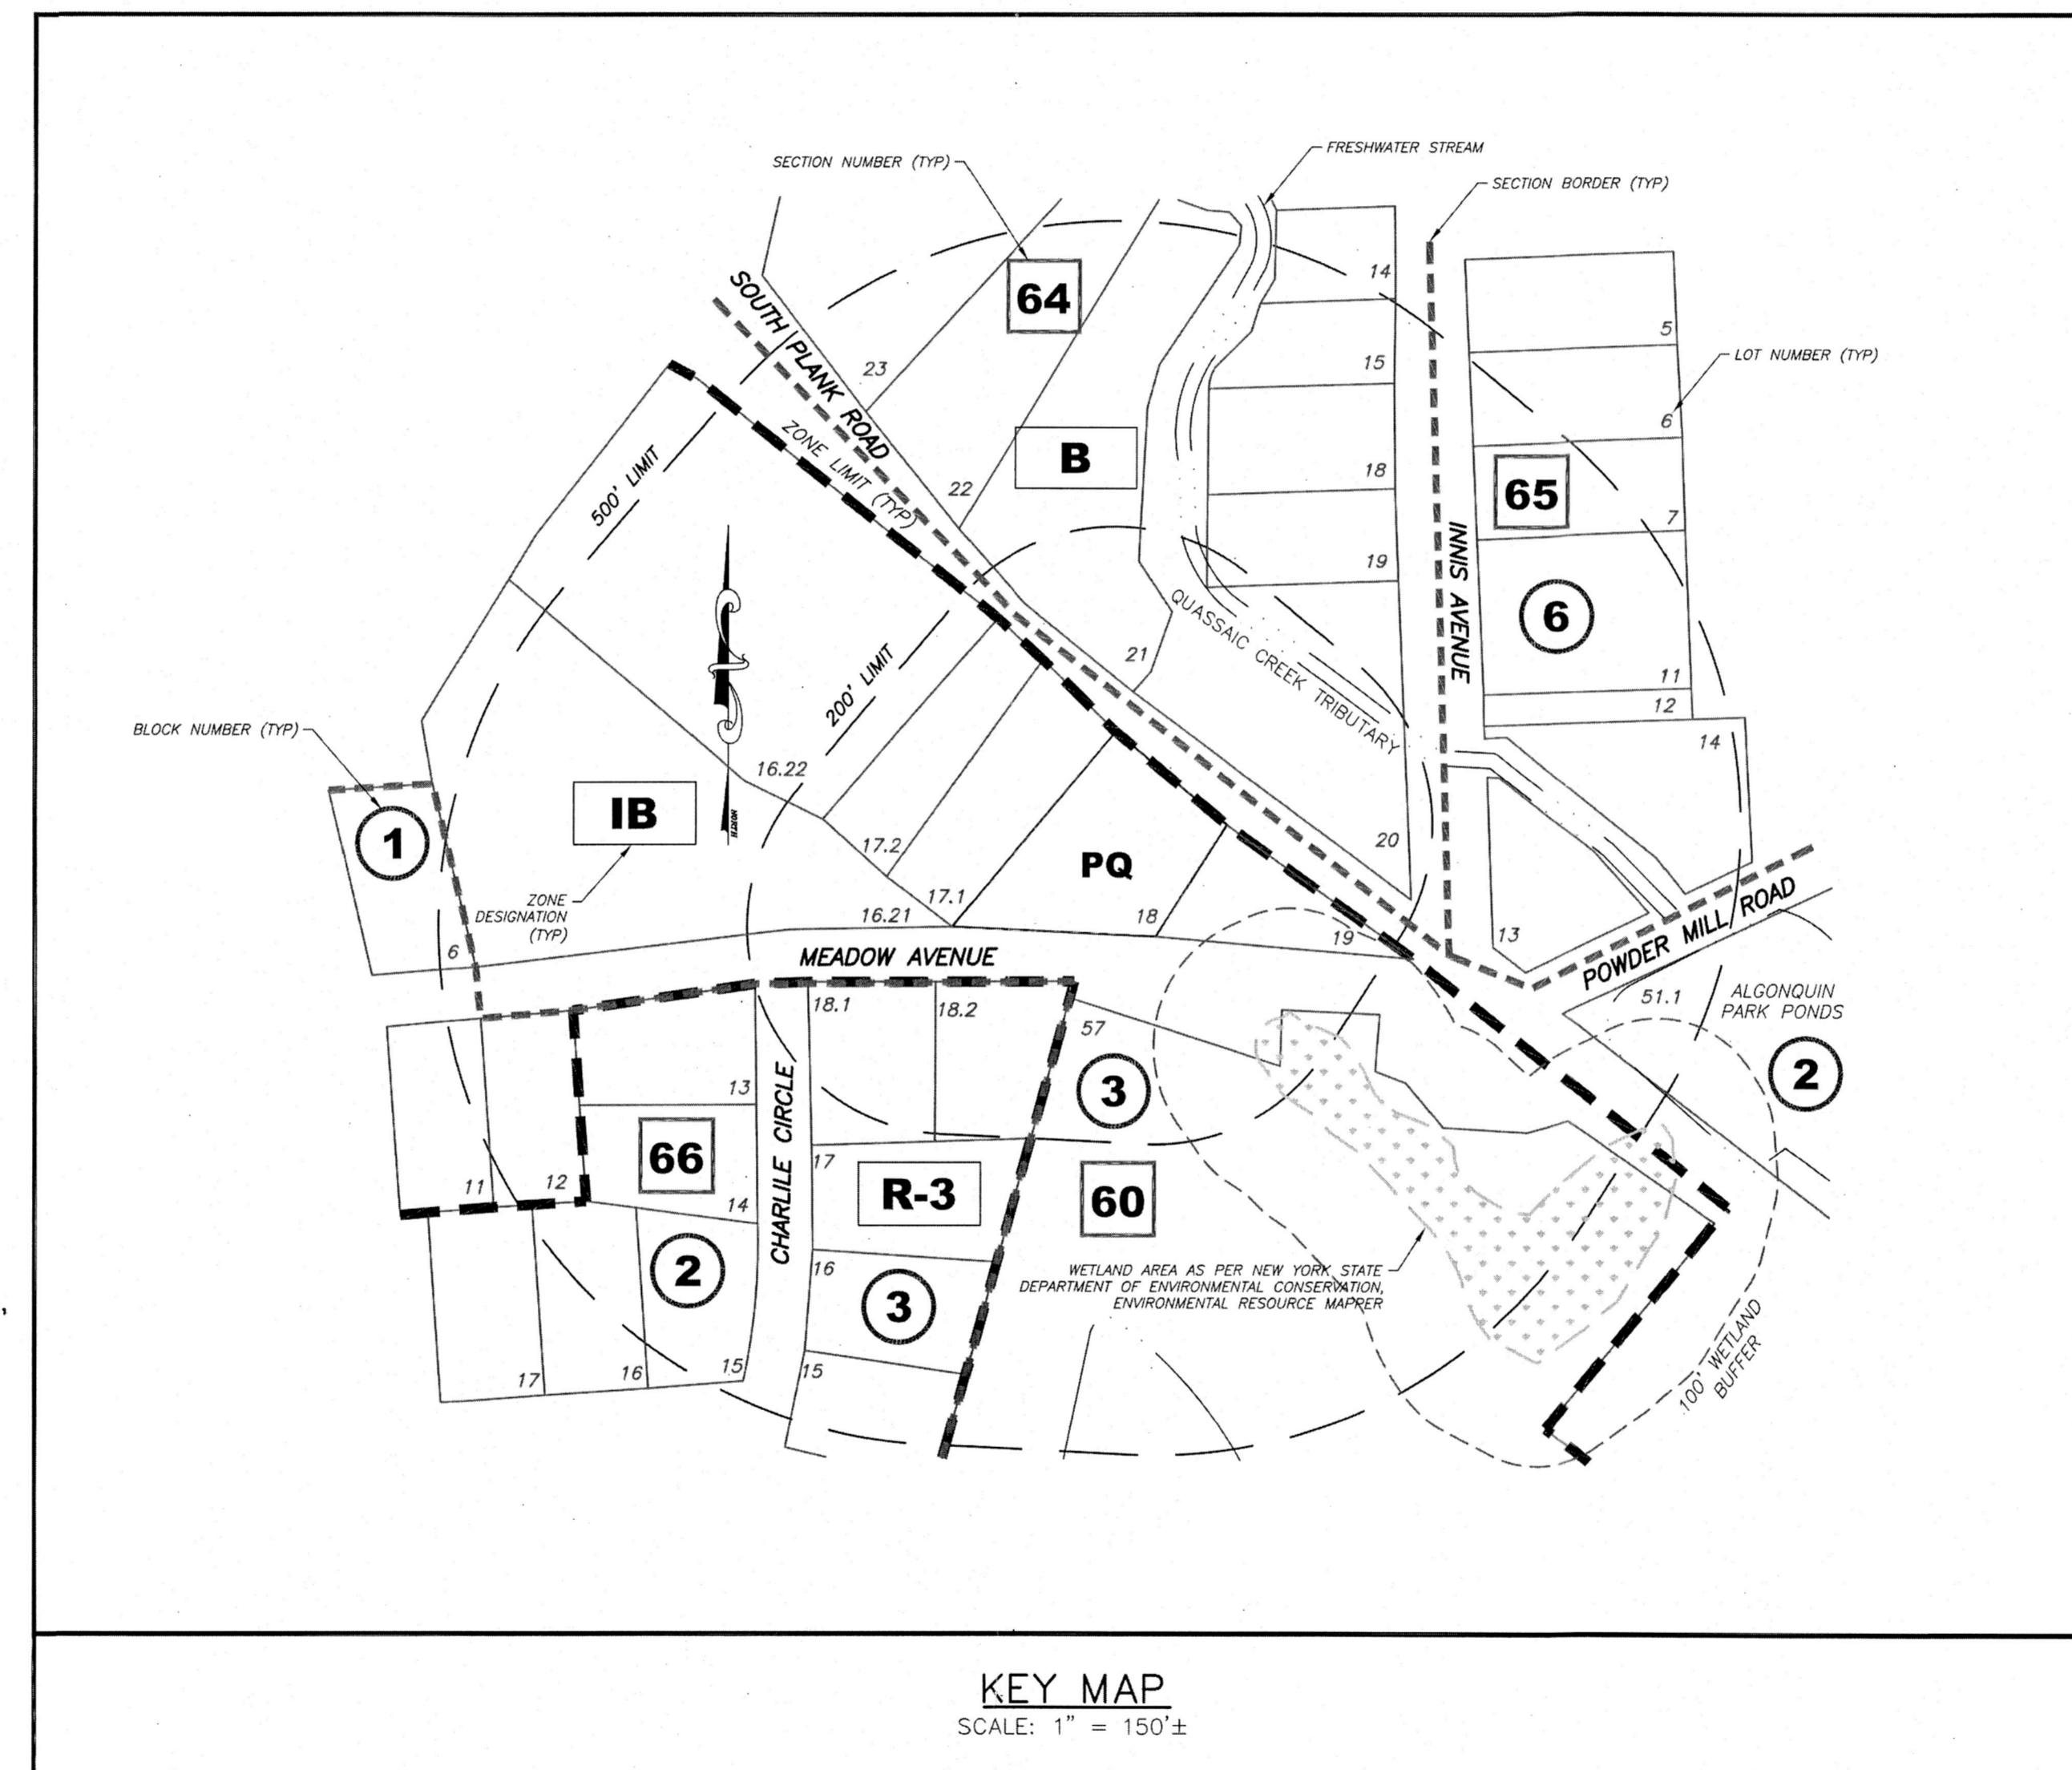 FRESHWATER STREAM
SECTION NUMBER (TYP)
SECTION BORDER (TYP)
64
14
SOUTH PLANK ROAD
5
LOT NUMBER (TYP)
23
15
6
ZONE LIMIT (TYP)
B
18
500' LIMIT
22
65
7
19
INNIS AVENUE
6
QUASSAIC CREEK TRIBUTARY
21
200' LIMIT
11
12
BLOCK NUMBER (TYP)
14
16.22
IB
NORTH
1
17.2
PQ
20
ZONE
DESIGNATION
(TYP)
17.1
16.21
18
POWDER MILL ROAD
6
19
13
MEADOW AVENUE
51.1
ALGONQUIN
PARK PONDS
18.1
18.2
57
2
3
13
CHARLILE CIRCLE
66
17
11
12
14
R-3
60
2
16
WETLAND AREA AS PER NEW YORK STATE
DEPARTMENT OF ENVIRONMENTAL CONSERVATION,
ENVIRONMENTAL RESOURCE MAPRER
3
100' WETLAND
BUFFER
17
16
15
15
KEY MAP
SCALE: 1" = 150'±